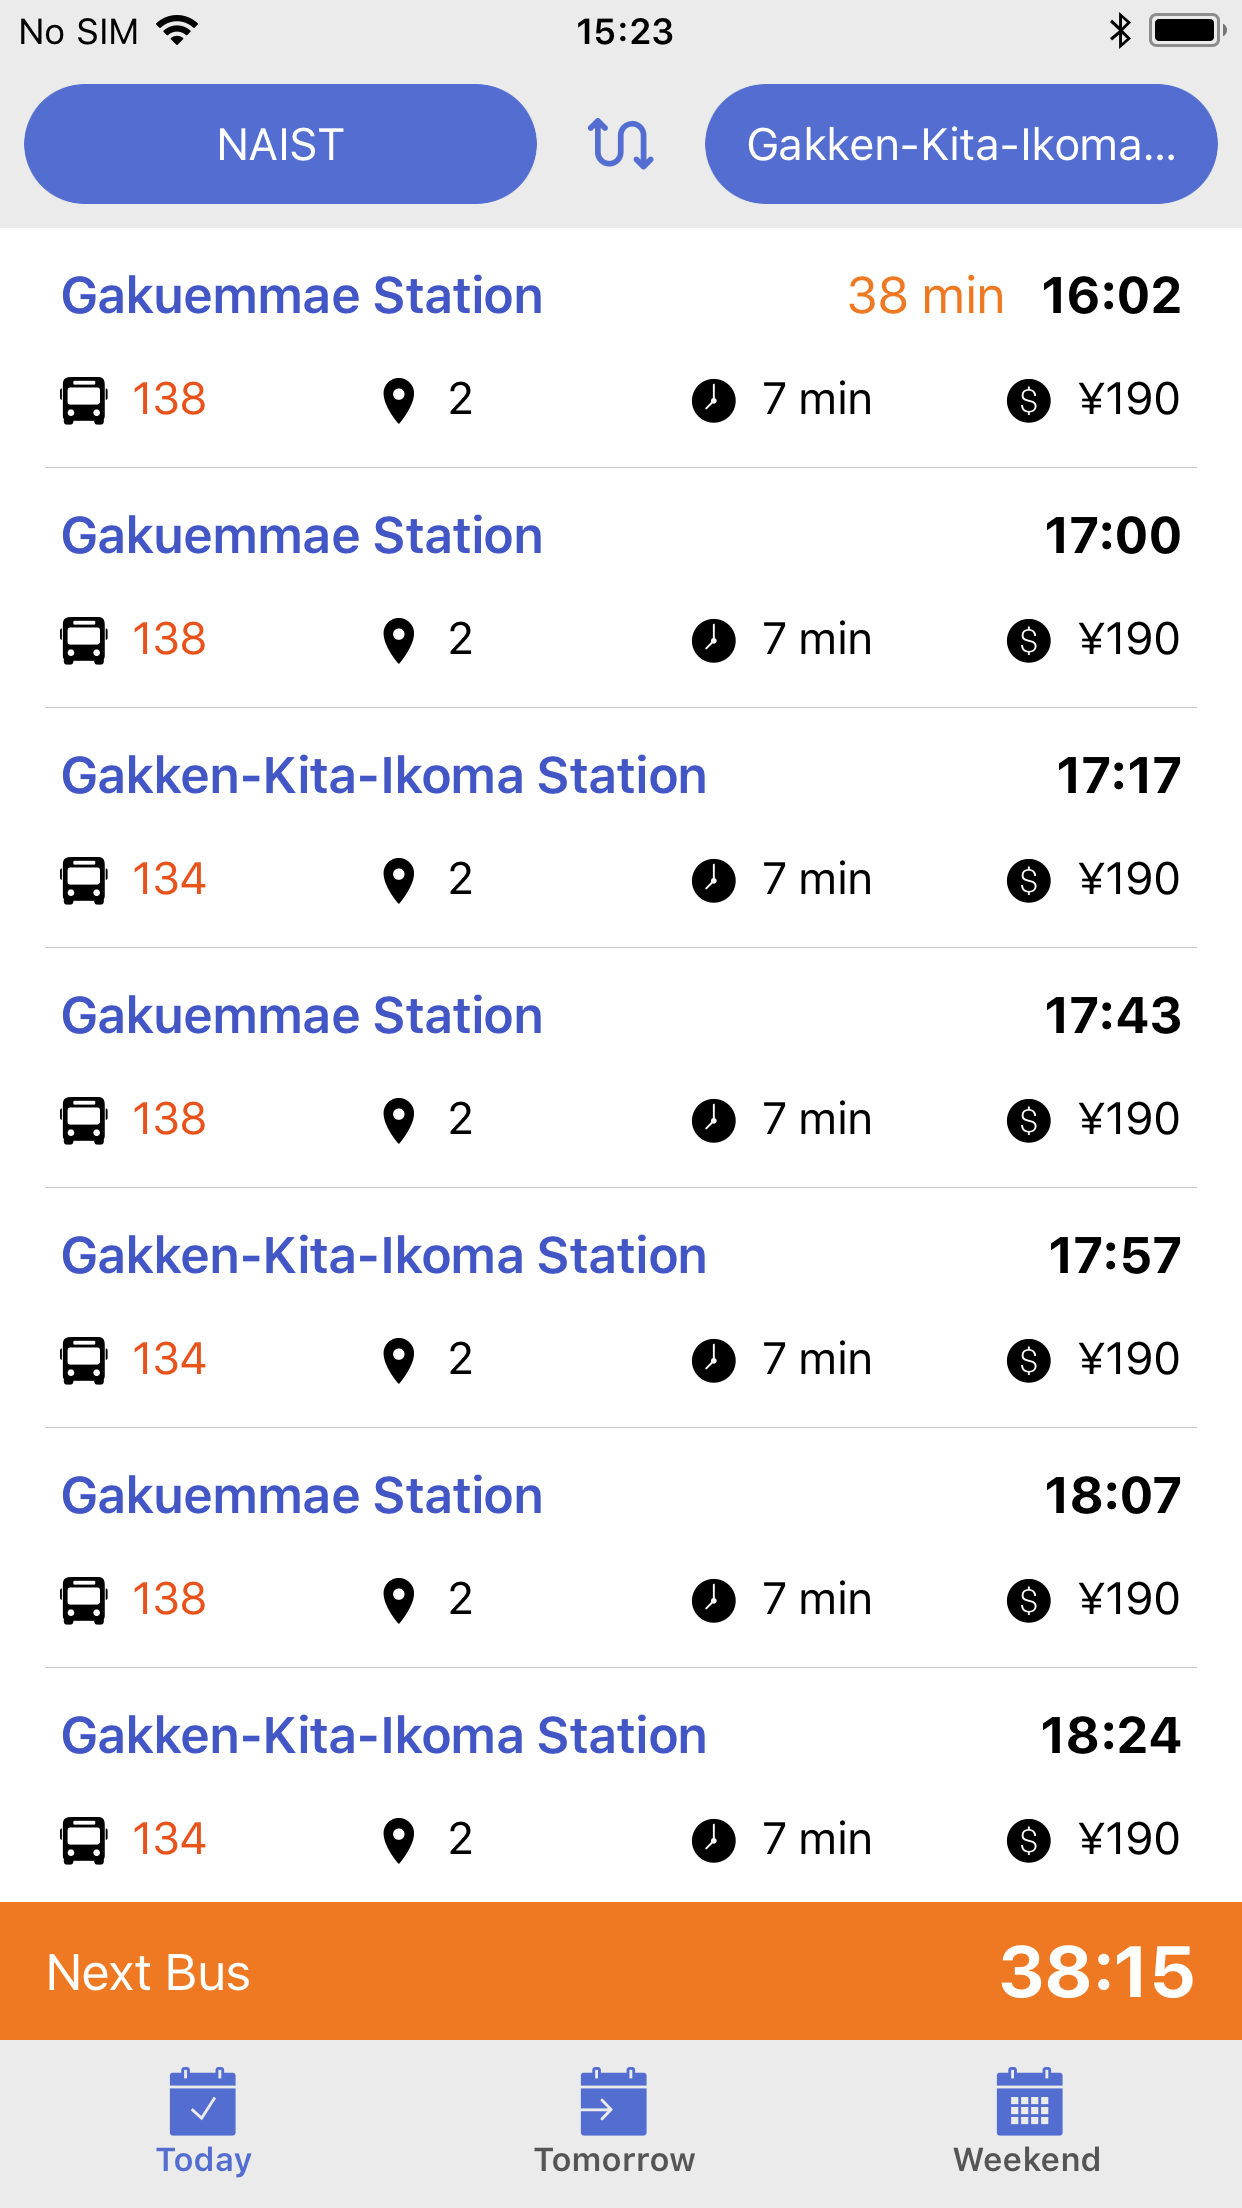 No SIM 15:23
NAIST Gakken-Kita-Ikoma...
Gakuemmae Station 38 min 16:02
138 2 7 min $ ¥190
Gakuemmae Station 17:00
138 2 7 min $ ¥190
Gakken-Kita-Ikoma Station 17:17
134 2 7 min $ ¥190
Gakuemmae Station 17:43
138 2 7 min $ ¥190
Gakken-Kita-Ikoma Station 17:57
134 2 7 min $ ¥190
Gakuemmae Station 18:07
138 2 7 min $ ¥190
Gakken-Kita-Ikoma Station 18:24
134 2 7 min $ ¥190
Next Bus 38:15
Today Tomorrow Weekend